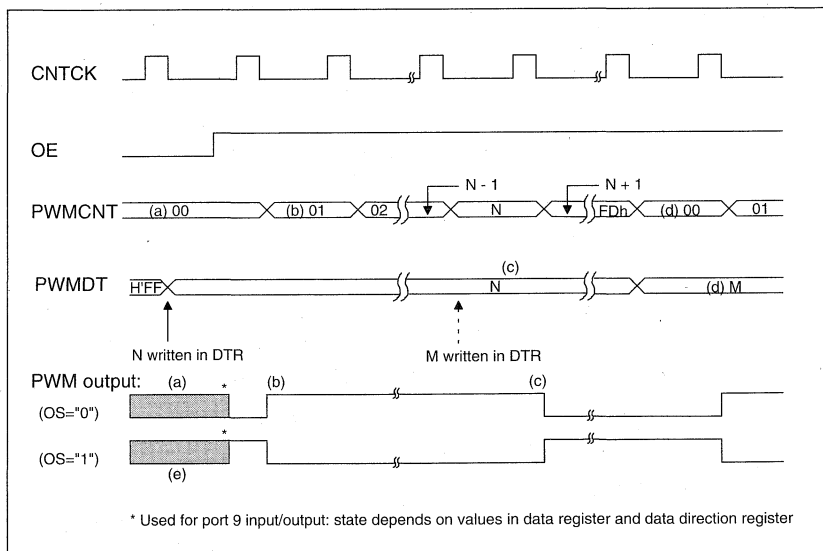 CNTCK
OE
N - 1
N + 1
PWMCNT
(a) 00
(b) 01
02
N
FDh
(d) 00
01
(c)
PWMDT
H'FF
N
(d) M
N written in DTR
M written in DTR
PWM output:
(a)
*
(b)
(c)
(OS="0")
*
(OS="1")
(e)
* Used for port 9 input/output: state depends on values in data register and data direction register